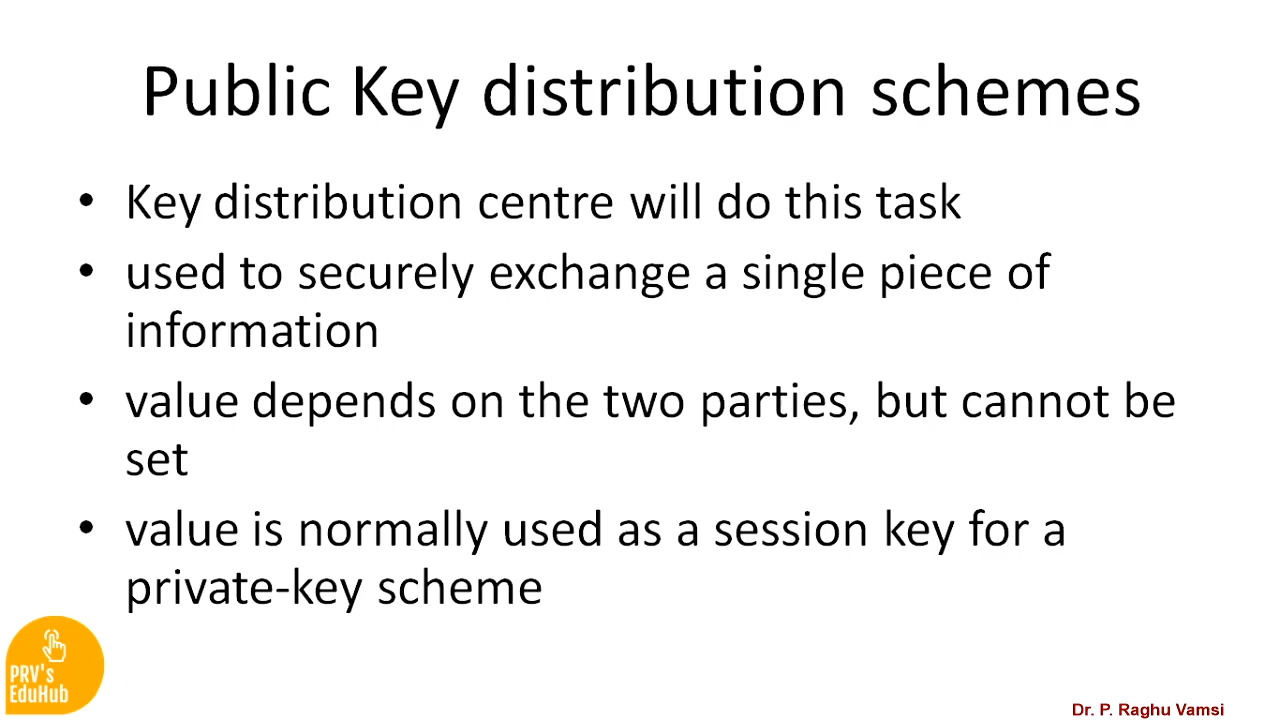 Public Key distribution schemes
• Key distribution centre will do this task
• used to securely exchange a single piece of
information
• value depends on the two parties, but cannot be
set
• value is normally used as a session key for a
private-key scheme
PRV's
EduHub
Dr. P. Raghu Vamsi